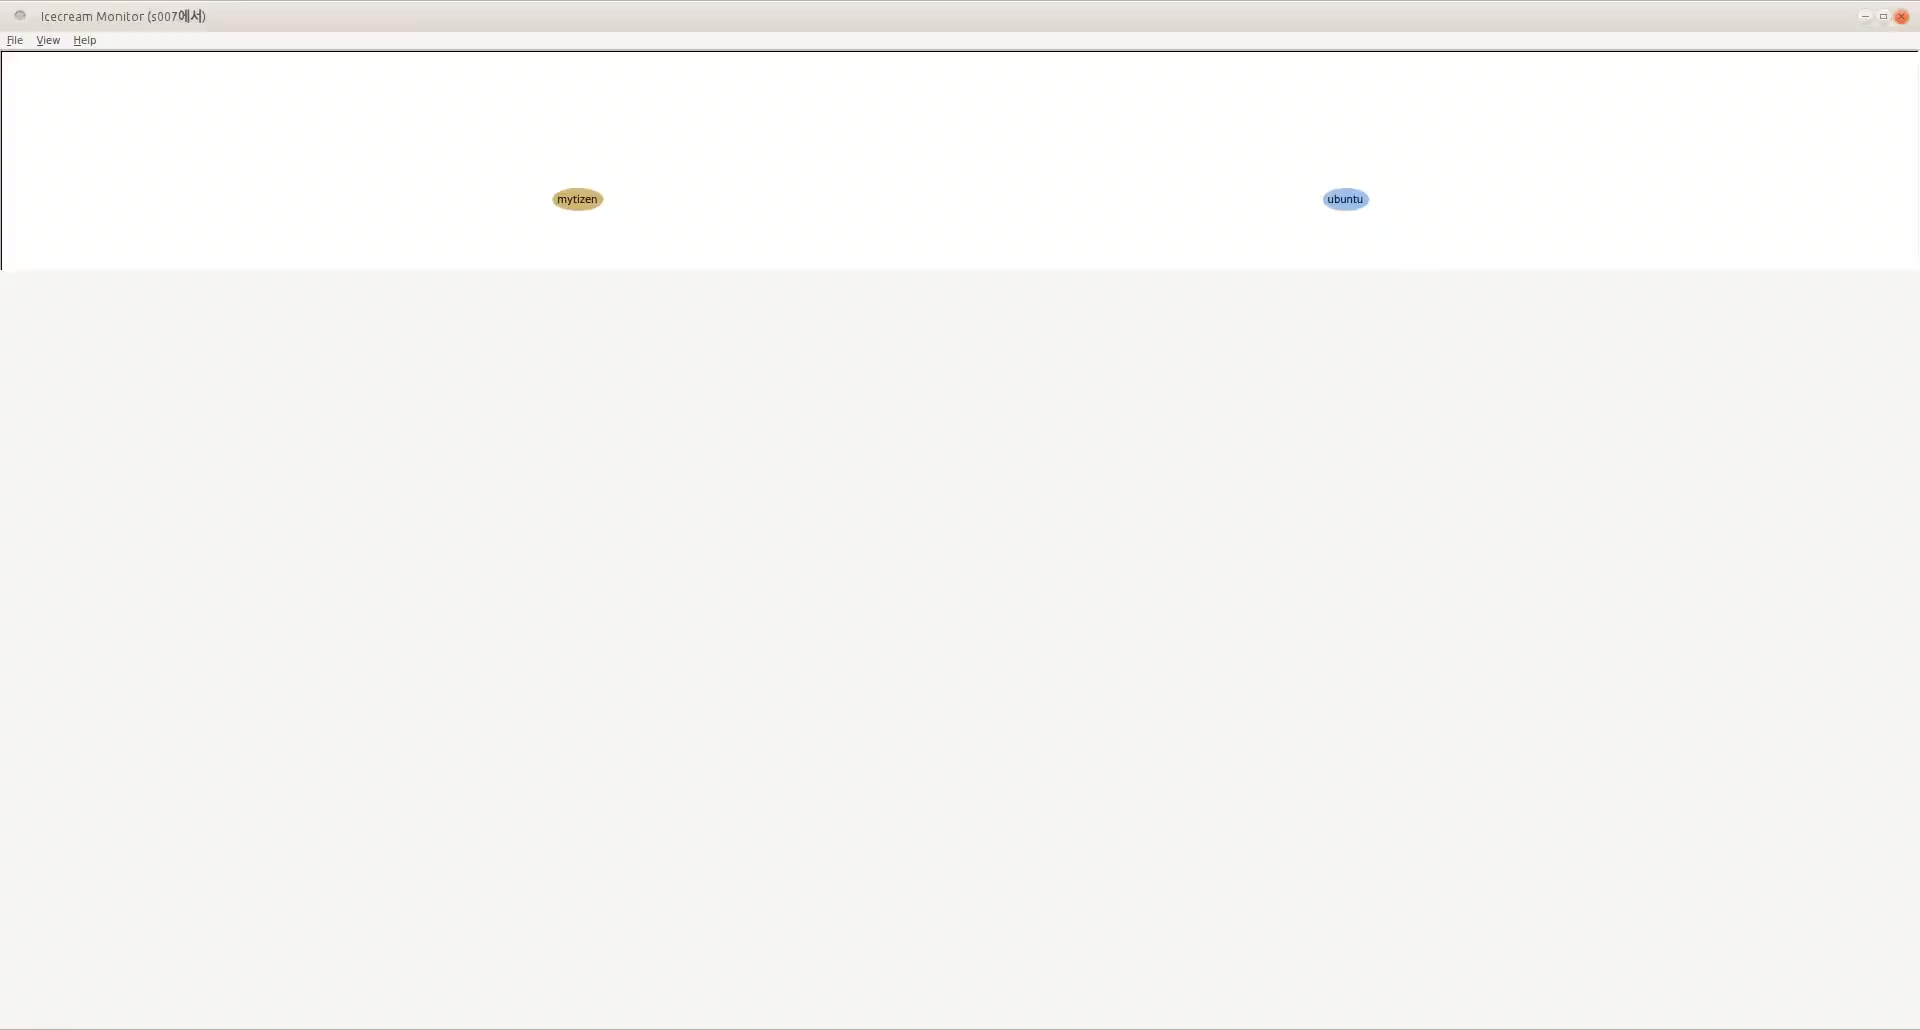 Icecream Monitor (s007에서)
File View Help
mytizen ubuntu